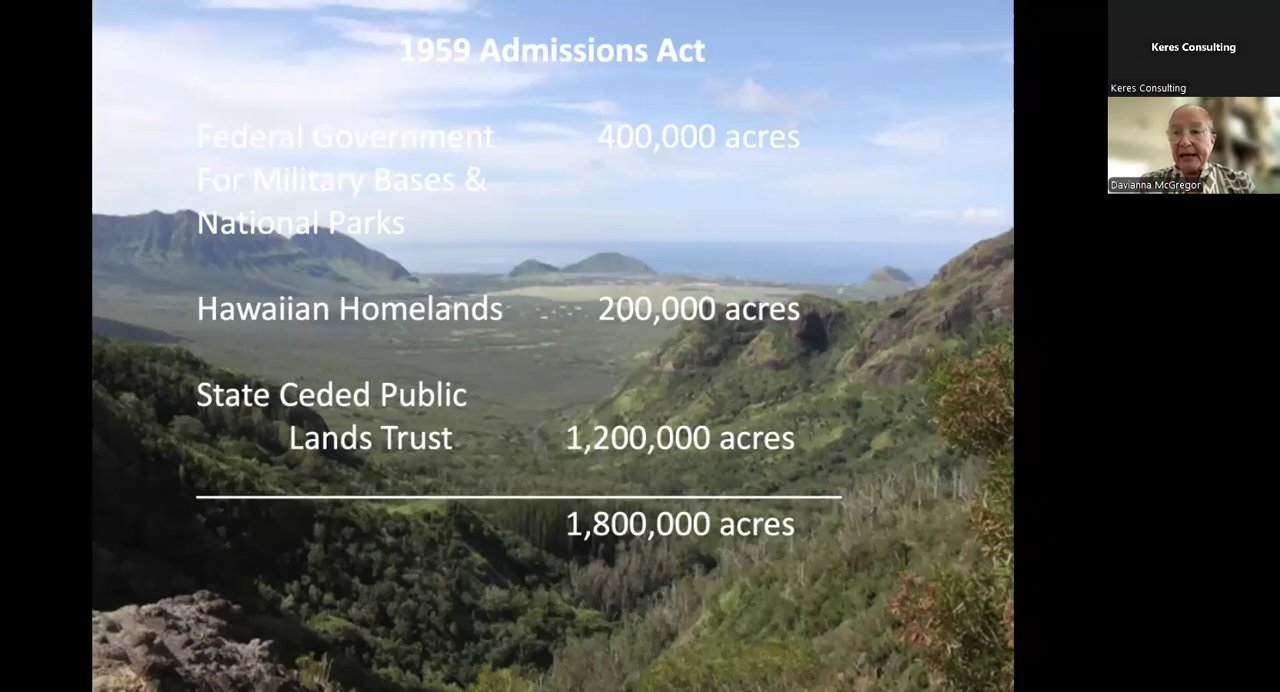 1959 Admissions Act
Federal Government 400,000 acres
For Military Bases &
National Parks
Hawaiian Homelands 200,000 acres
State Ceded Public
Lands Trust 1,200,000 acres
1,800,000 acres
Keres Consulting
Keres Consulting
Davianna McGregor